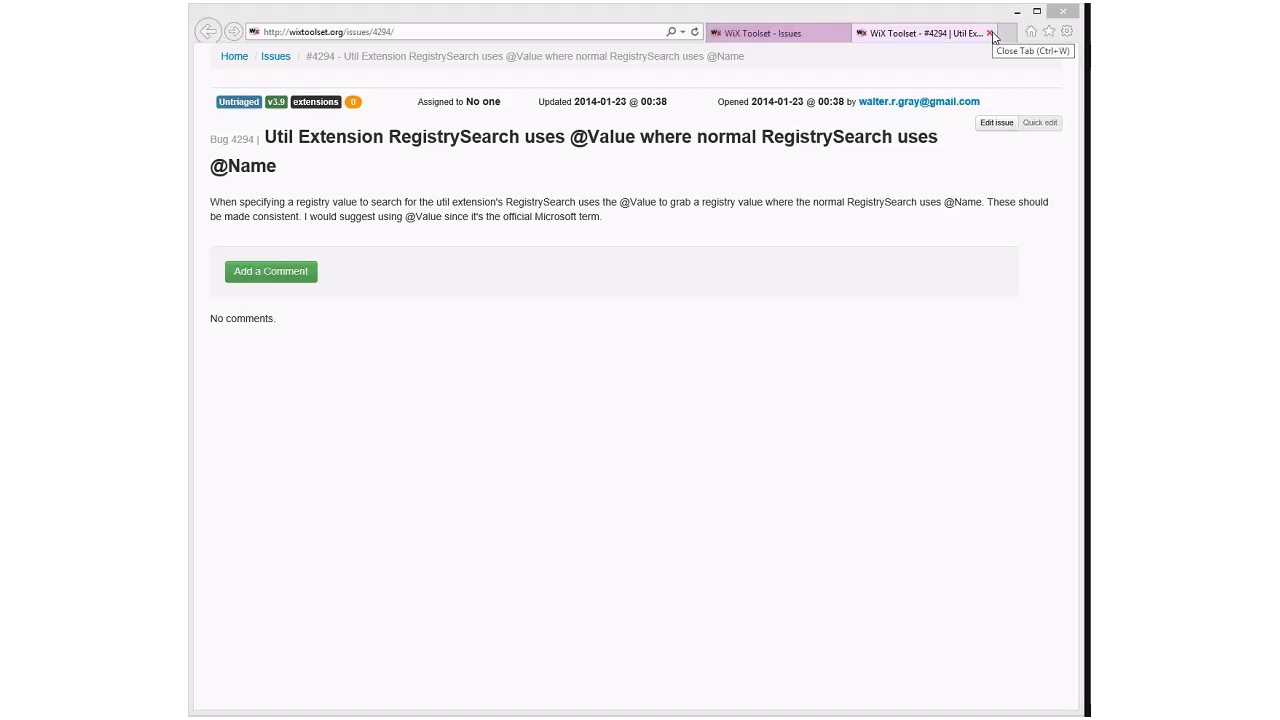 http://wixtoolset.org/issues/4294/
WiX Toolset - Issues
WiX Toolset - #4294 | Util Ex...
Close Tab (Ctrl+W)
Home / Issues / #4294 - Util Extension RegistrySearch uses @Value where normal RegistrySearch uses @Name
Untriaged v3.9 extensions 0 Assigned to No one Updated 2014-01-23 @ 00:38 Opened 2014-01-23 @ 00:38 by walter.r.gray@gmail.com
Edit issue Quick edit
Bug 4294 | Util Extension RegistrySearch uses @Value where normal RegistrySearch uses
@Name
When specifying a registry value to search for the util extension's RegistrySearch uses the @Value to grab a registry value where the normal RegistrySearch uses @Name. These should
be made consistent. I would suggest using @Value since it's the official Microsoft term.
Add a Comment
No comments.